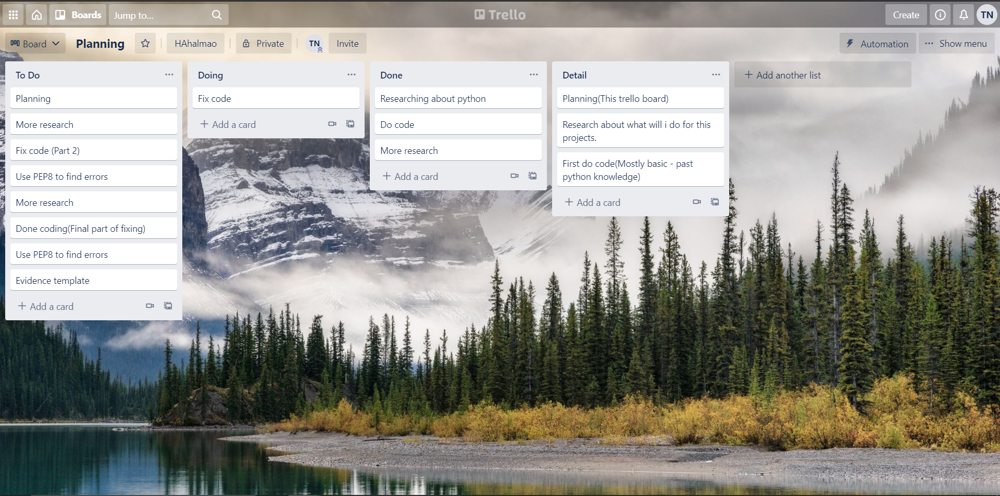 Boards
Jump to...
Trello
Create
TN
Board
Planning
HAhalmao
Private
TN
Invite
Automation
Show menu
To Do
Planning
More research
Fix code (Part 2)
Use PEP8 to find errors
More research
Done coding(Final part of fixing)
Use PEP8 to find errors
Evidence template
Add a card
Doing
Fix code
Add a card
Done
Researching about python
Do code
More research
Add a card
Detail
Planning(This trello board)
Research about what will i do for this
projects.
First do code(Mostly basic - past
python knowledge)
Add a card
Add another list